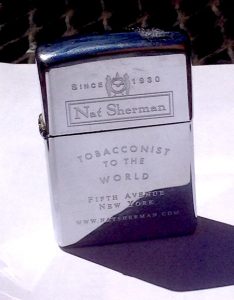 SINCE 1930
Nat Sherman
TOBACCONIST
TO THE
WORLD
FIFTH AVENUE
NEW YORK
WWW.NATSHERMAN.COM